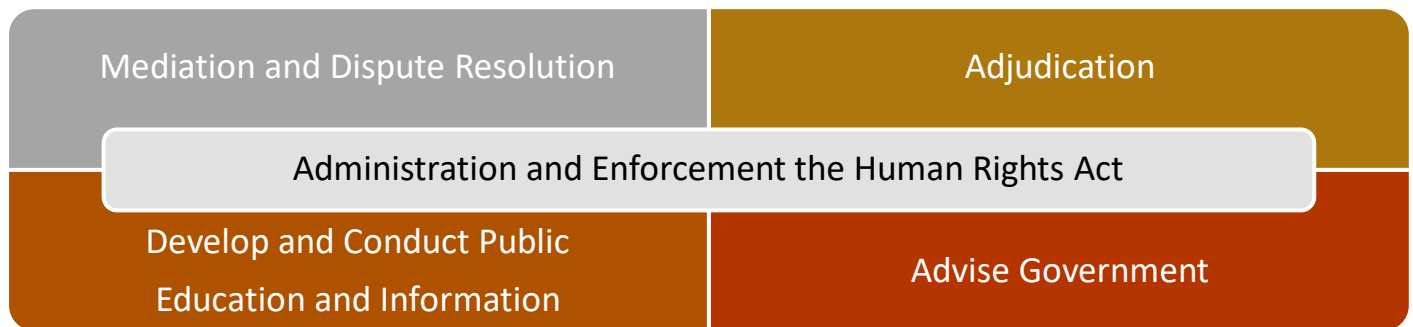 Mediation and Dispute Resolution
Adjudication
Administration and Enforcement the Human Rights Act
Develop and Conduct Public
Education and Information
Advise Government